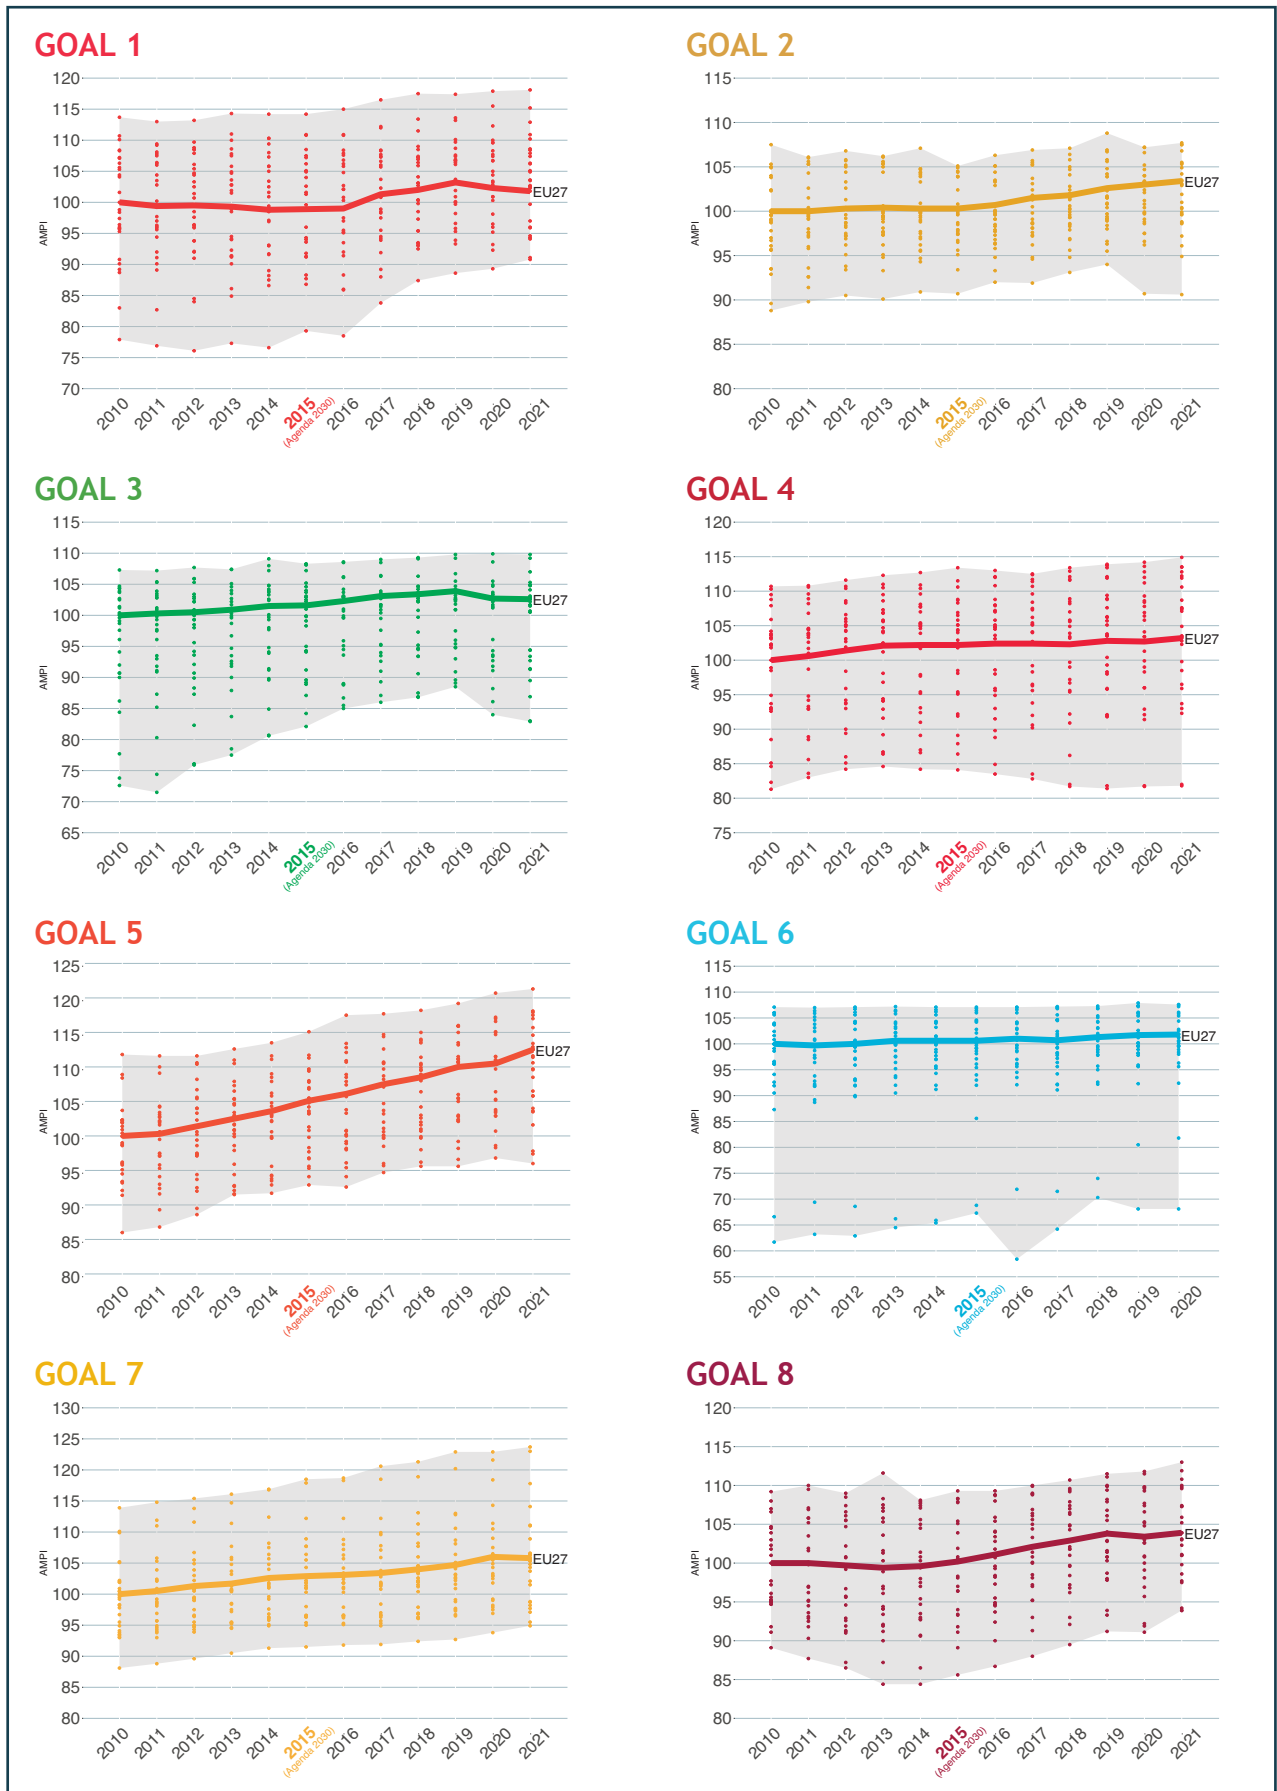 GOAL 1
120
115
110
105
100
95
90
85
80
75
70
AMPI
EU27
2010 2011 2012 2013 2014 2015 2016 2017 2018 2019 2020 2021
(Agenda 2030)
GOAL 2
115
110
105
100
95
90
85
80
AMPI
EU27
2010 2011 2012 2013 2014 2015 2016 2017 2018 2019 2020 2021
(Agenda 2030)
GOAL 3
115
110
105
100
95
90
85
80
75
70
65
AMPI
EU27
2010 2011 2012 2013 2014 2015 2016 2017 2018 2019 2020 2021
(Agenda 2030)
GOAL 4
120
115
110
105
100
95
90
85
80
75
AMPI
EU27
2010 2011 2012 2013 2014 2015 2016 2017 2018 2019 2020 2021
(Agenda 2030)
GOAL 5
125
120
115
110
105
100
95
90
85
80
AMPI
EU27
2010 2011 2012 2013 2014 2015 2016 2017 2018 2019 2020 2021
(Agenda 2030)
GOAL 6
115
110
105
100
95
90
85
80
75
70
65
60
55
AMPI
EU27
2010 2011 2012 2013 2014 2015 2016 2017 2018 2019 2020
(Agenda 2030)
GOAL 7
130
125
120
115
110
105
100
95
90
85
80
AMPI
EU27
2010 2011 2012 2013 2014 2015 2016 2017 2018 2019 2020 2021
(Agenda 2030)
GOAL 8
120
115
110
105
100
95
90
85
80
AMPI
EU27
2010 2011 2012 2013 2014 2015 2016 2017 2018 2019 2020 2021
(Agenda 2030)